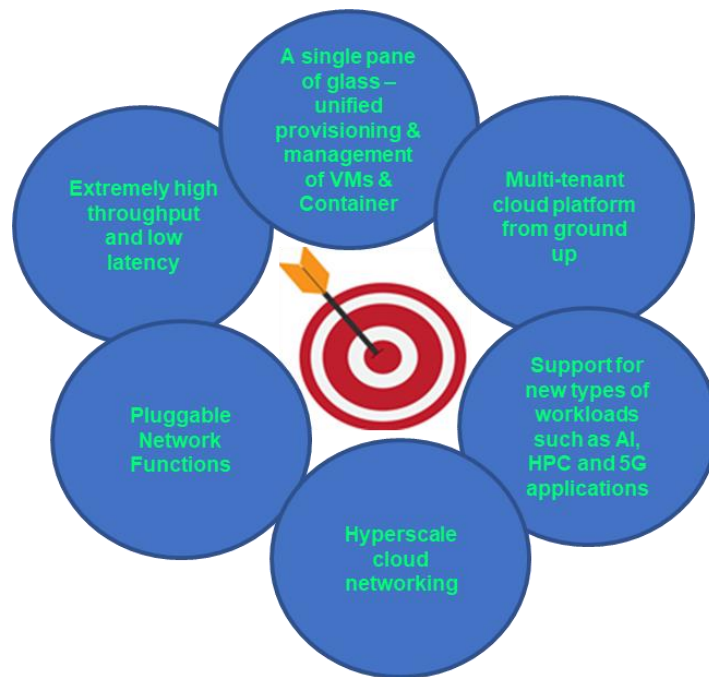 A single pane
of glass –
unified
provisioning &
management
of VMs &
Container
Extremely high
throughput
and low
latency
Multi-tenant
cloud platform
from ground
up
Pluggable
Network
Functions
Support for
new types of
workloads
such as AI,
HPC and 5G
applications
Hyperscale
cloud
networking